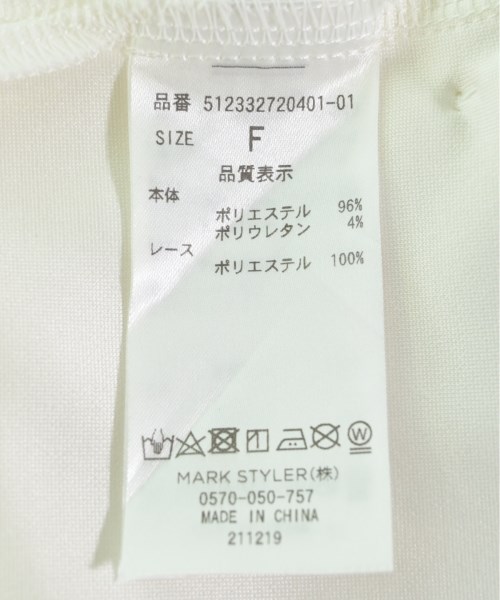 品番 512332720401-01
SIZE F
品質表示
本体
ポリエステル 96%
ポリウレタン 4%
レース
ポリエステル 100%
MARK STYLER(株)
0570-050-757
MADE IN CHINA
211219